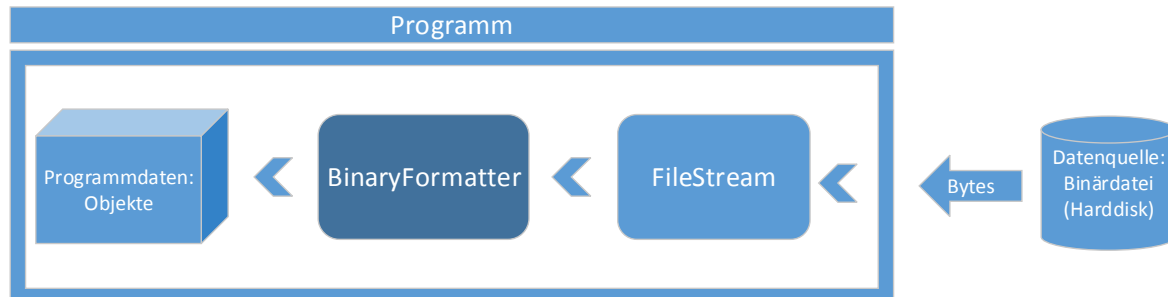 Programm
Programmdaten:
Objekte
BinaryFormatter
FileStream
Bytes
Datenquelle:
Binärdatei
(Harddisk)